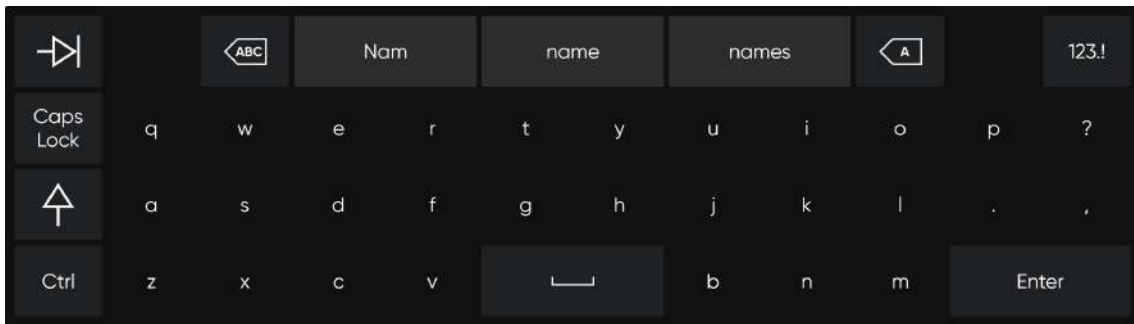 ABC Nam name names A 123.!
Caps Lock q w e r t y u i o p ?
a s d f g h j k l . ,
Ctrl z x c v b n m Enter